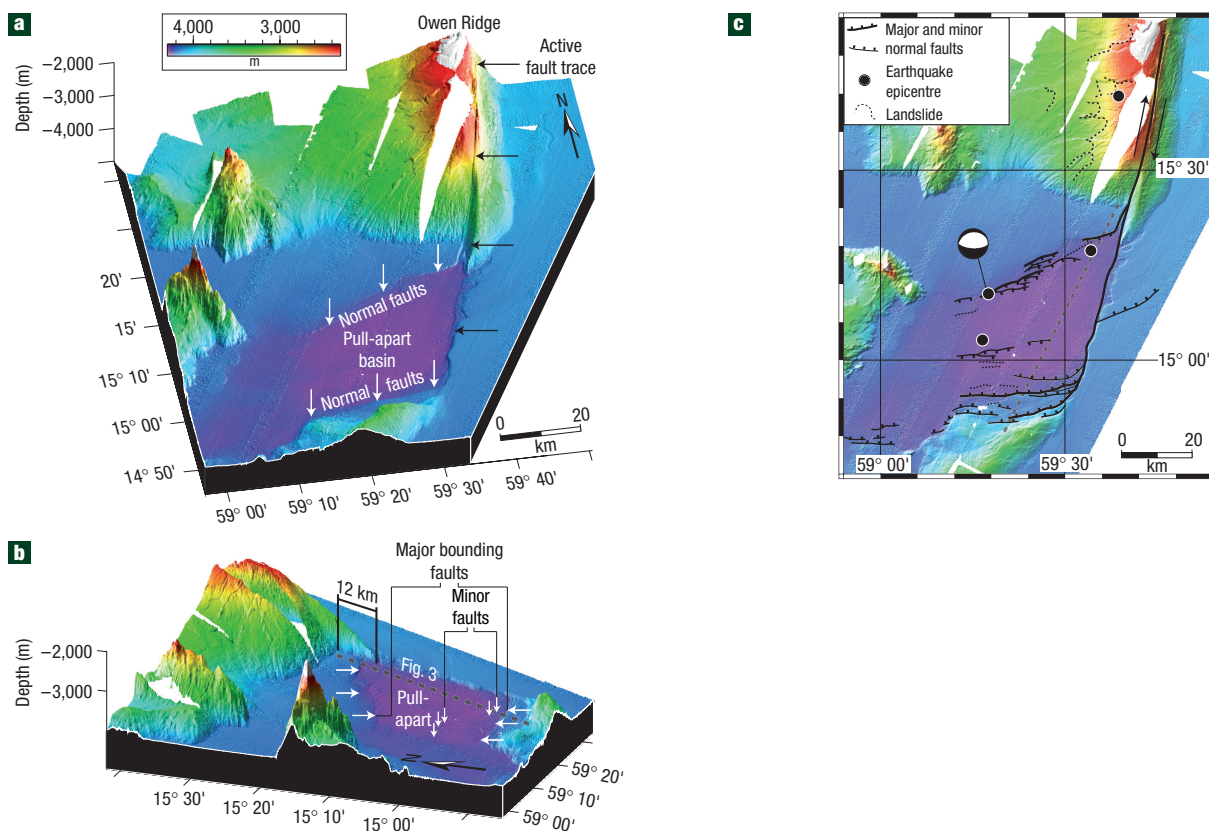 a
4,000 3,000
m
Owen Ridge
Active
fault trace
Depth (m)
−2,000
−3,000
−4,000
N
20'
15'
15° 10'
15° 00'
14° 50'
Normal faults
Pull-apart
basin
Normal faults
0 20
km
59° 00'
59° 10'
59° 20'
59° 30'
59° 40'
b
Major bounding
faults
12 km
Minor
faults
Depth (m)
−2,000
−3,000
Fig. 3
Pull-
apart
N
15° 30'
15° 20'
15° 10'
15° 00'
59° 00'
59° 10'
59° 20'
c
Major and minor
normal faults
Earthquake
epicentre
Landslide
15° 30'
15° 00'
59° 00'
59° 30'
0 20
km